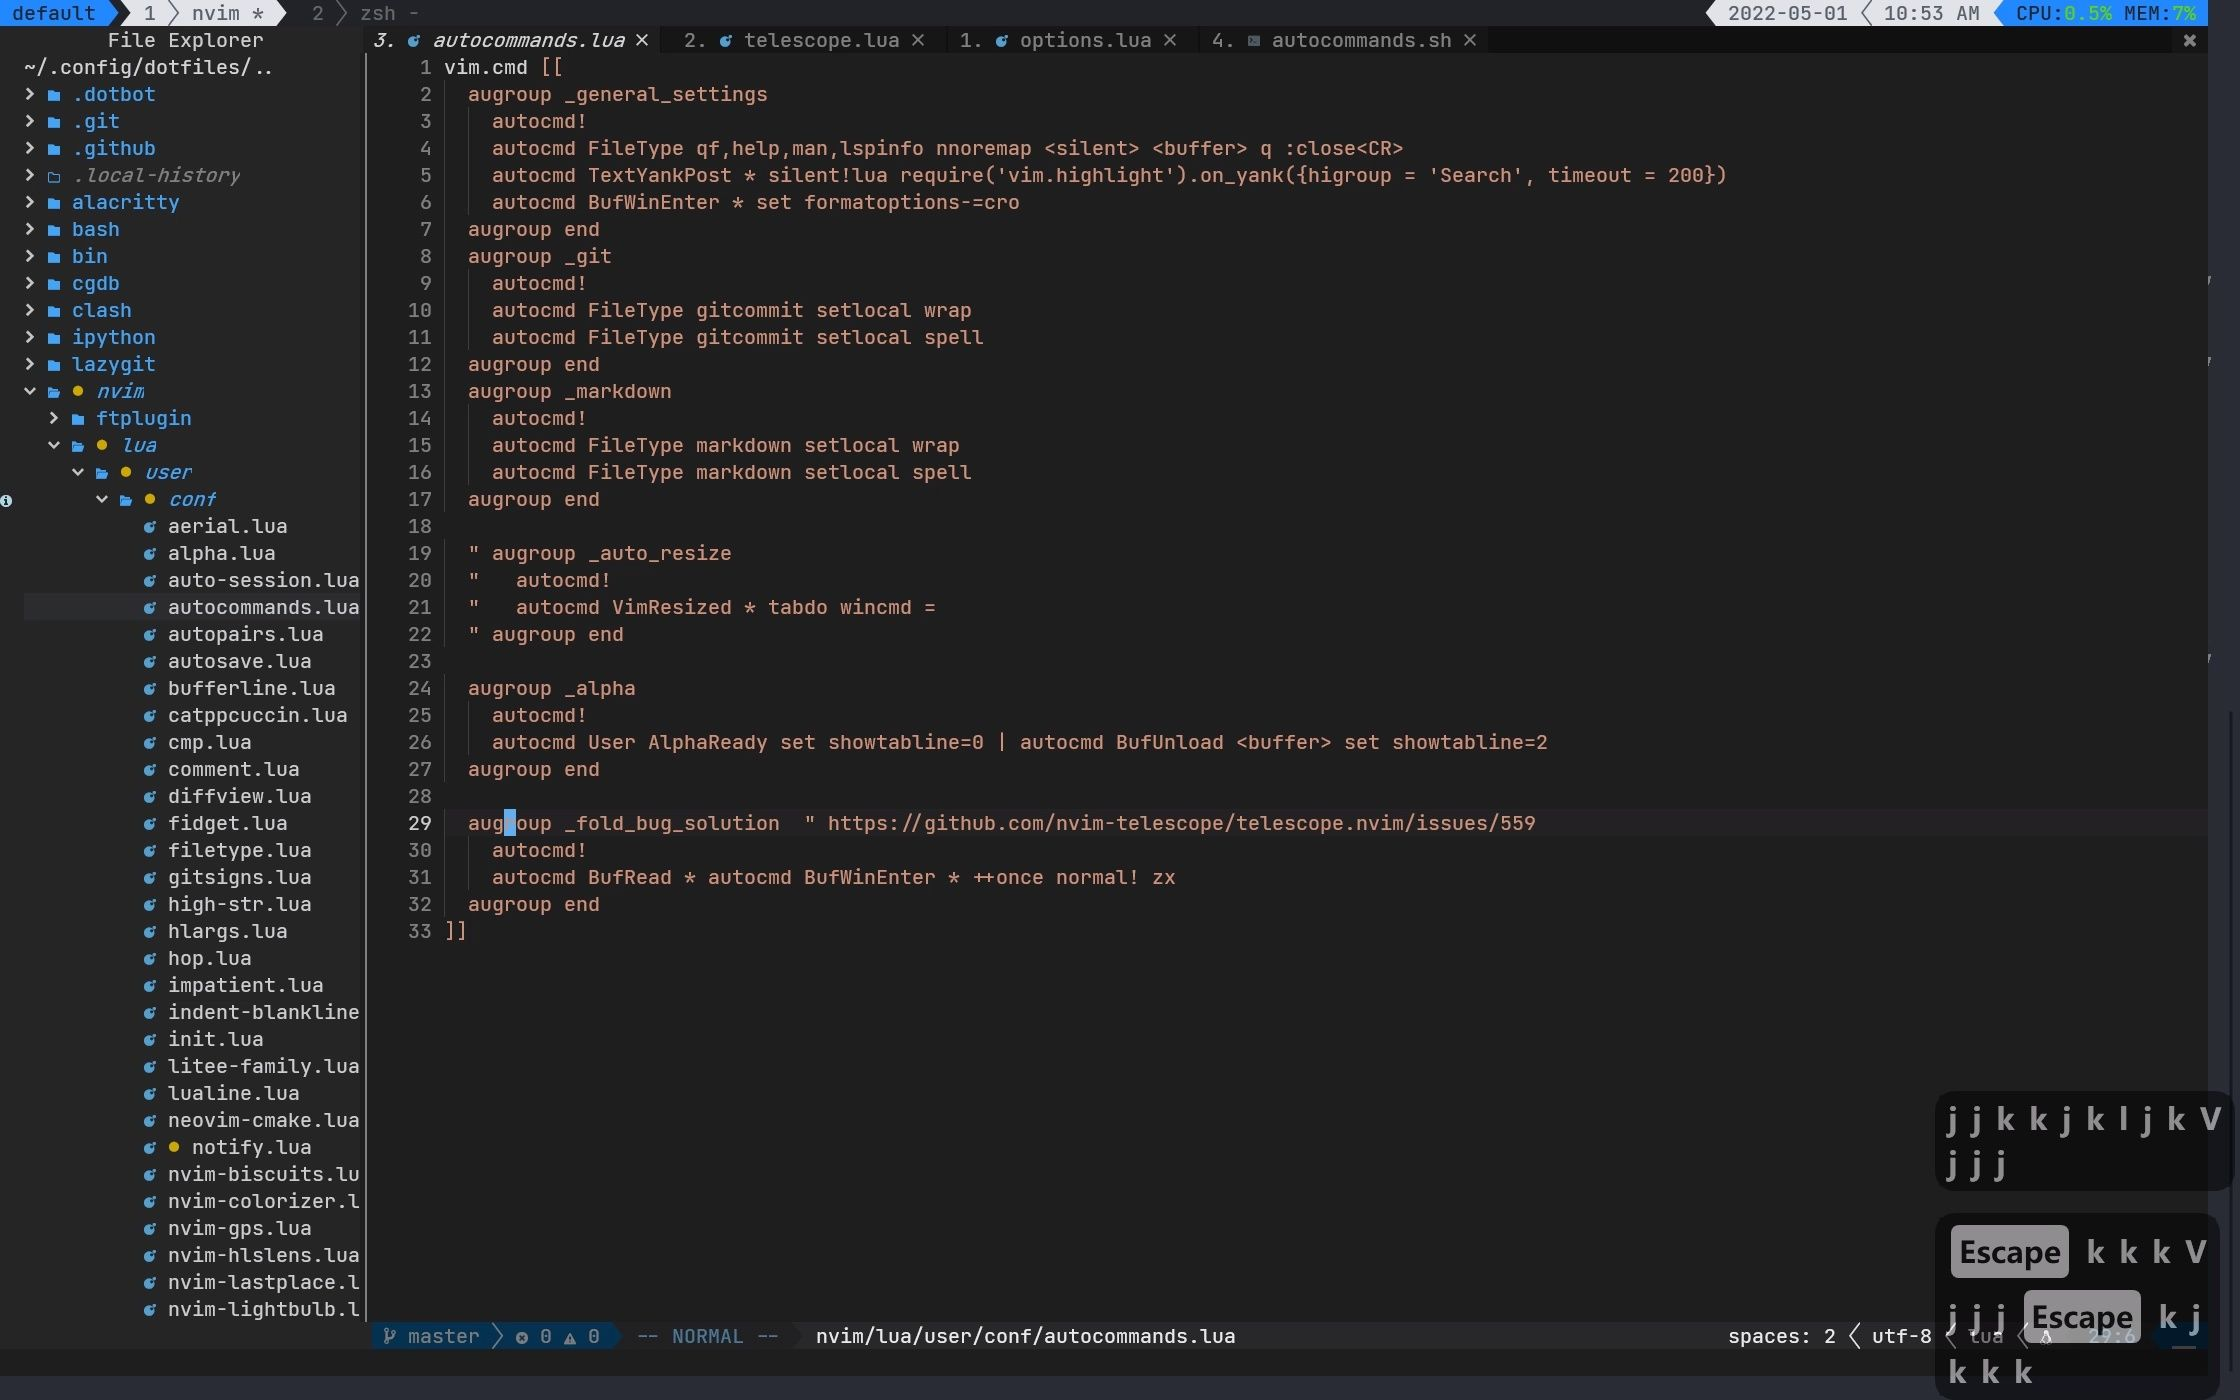 default 1 nvim * 2 zsh - 2022-05-01 10:53 AM CPU:0.5% MEM:7%
File Explorer
3. autocommands.lua × 2. telescope.lua × 1. options.lua × 4. autocommands.sh ×
~/.config/dotfiles/..
.dotbot
.git
.github
.local-history
alacritty
bash
bin
cgdb
clash
ipython
lazygit
nvim
ftplugin
lua
user
conf
aerial.lua
alpha.lua
auto-session.lua
autocommands.lua
autopairs.lua
autosave.lua
bufferline.lua
catppcuccin.lua
cmp.lua
comment.lua
diffview.lua
fidget.lua
filetype.lua
gitsigns.lua
high-str.lua
hlargs.lua
hop.lua
impatient.lua
indent-blankline
init.lua
litee-family.lua
lualine.lua
neovim-cmake.lua
notify.lua
nvim-biscuits.lu
nvim-colorizer.l
nvim-gps.lua
nvim-hlslens.lua
nvim-lastplace.l
nvim-lightbulb.l
1 vim.cmd [[
2 augroup _general_settings
3 autocmd!
4 autocmd FileType qf,help,man,lspinfo nnoremap <silent> <buffer> q :close<CR>
5 autocmd TextYankPost * silent!lua require('vim.highlight').on_yank({higroup = 'Search', timeout = 200})
6 autocmd BufWinEnter * set formatoptions-=cro
7 augroup end
8 augroup _git
9 autocmd!
10 autocmd FileType gitcommit setlocal wrap
11 autocmd FileType gitcommit setlocal spell
12 augroup end
13 augroup _markdown
14 autocmd!
15 autocmd FileType markdown setlocal wrap
16 autocmd FileType markdown setlocal spell
17 augroup end
18
19 " augroup _auto_resize
20 " autocmd!
21 " autocmd VimResized * tabdo wincmd =
22 " augroup end
23
24 augroup _alpha
25 autocmd!
26 autocmd User AlphaReady set showtabline=0 | autocmd BufUnload <buffer> set showtabline=2
27 augroup end
28
29 augroup _fold_bug_solution " https://github.com/nvim-telescope/telescope.nvim/issues/559
30 autocmd!
31 autocmd BufRead * autocmd BufWinEnter * ++once normal! zx
32 augroup end
33 ]]
j j k k j k l j k V
j j j
Escape k k k V
j j j Escape k j
k k k
master 0 0 -- NORMAL -- nvim/lua/user/conf/autocommands.lua spaces: 2 utf-8 lua 29:6